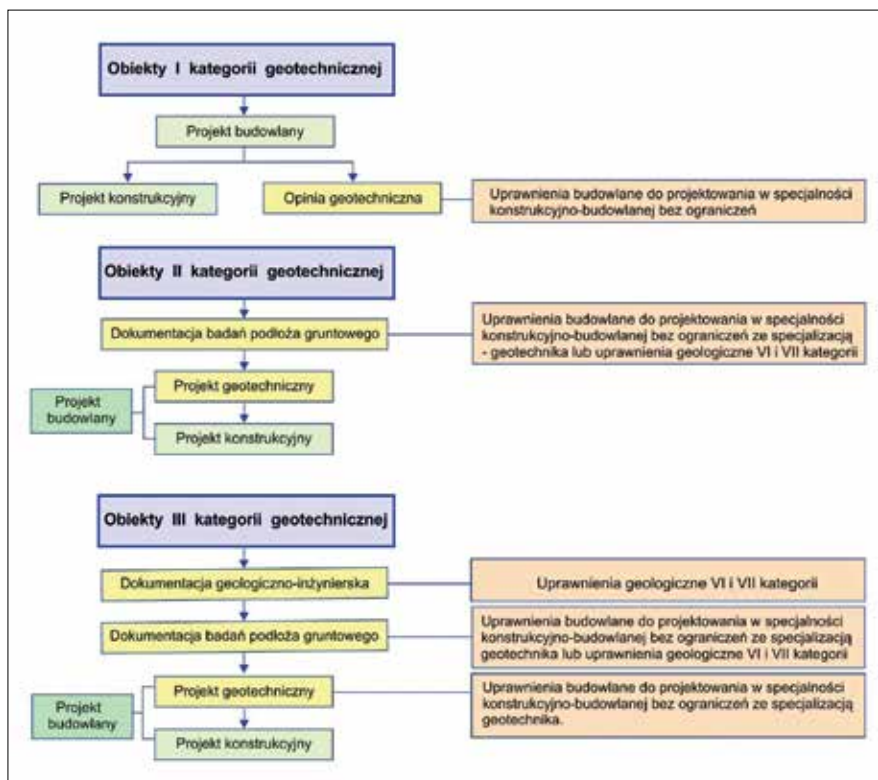 Obiekty I kategorii geotechnicznej
Projekt budowlany
Projekt konstrukcyjny
Opinia geotechniczna
Uprawnienia budowlane do projektowania w specjalności
konstrukcyjno-budowlanej bez ograniczeń
Obiekty II kategorii geotechnicznej
Dokumentacja badań podłoża gruntowego
Uprawnienia budowlane do projektowania w specjalności
konstrukcyjno-budowlanej bez ograniczeń ze specjalizacją
- geotechnika lub uprawnienia geologiczne VI i VII kategorii
Projekt
budowlany
Projekt geotechniczny
Projekt konstrukcyjny
Obiekty III kategorii geotechnicznej
Dokumentacja geologiczno-inżynierska
Uprawnienia geologiczne VI i VII kategorii
Dokumentacja badań podłoża gruntowego
Uprawnienia budowlane do projektowania w specjalności
konstrukcyjno-budowlanej bez ograniczeń ze specjalizacją
geotechnika lub uprawnienia geologiczne VI i VII kategorii
Projekt
budowlany
Projekt geotechniczny
Uprawnienia budowlane do projektowania w specjalności
konstrukcyjno-budowlanej bez ograniczeń ze specjalizacją
geotechnika.
Projekt konstrukcyjny